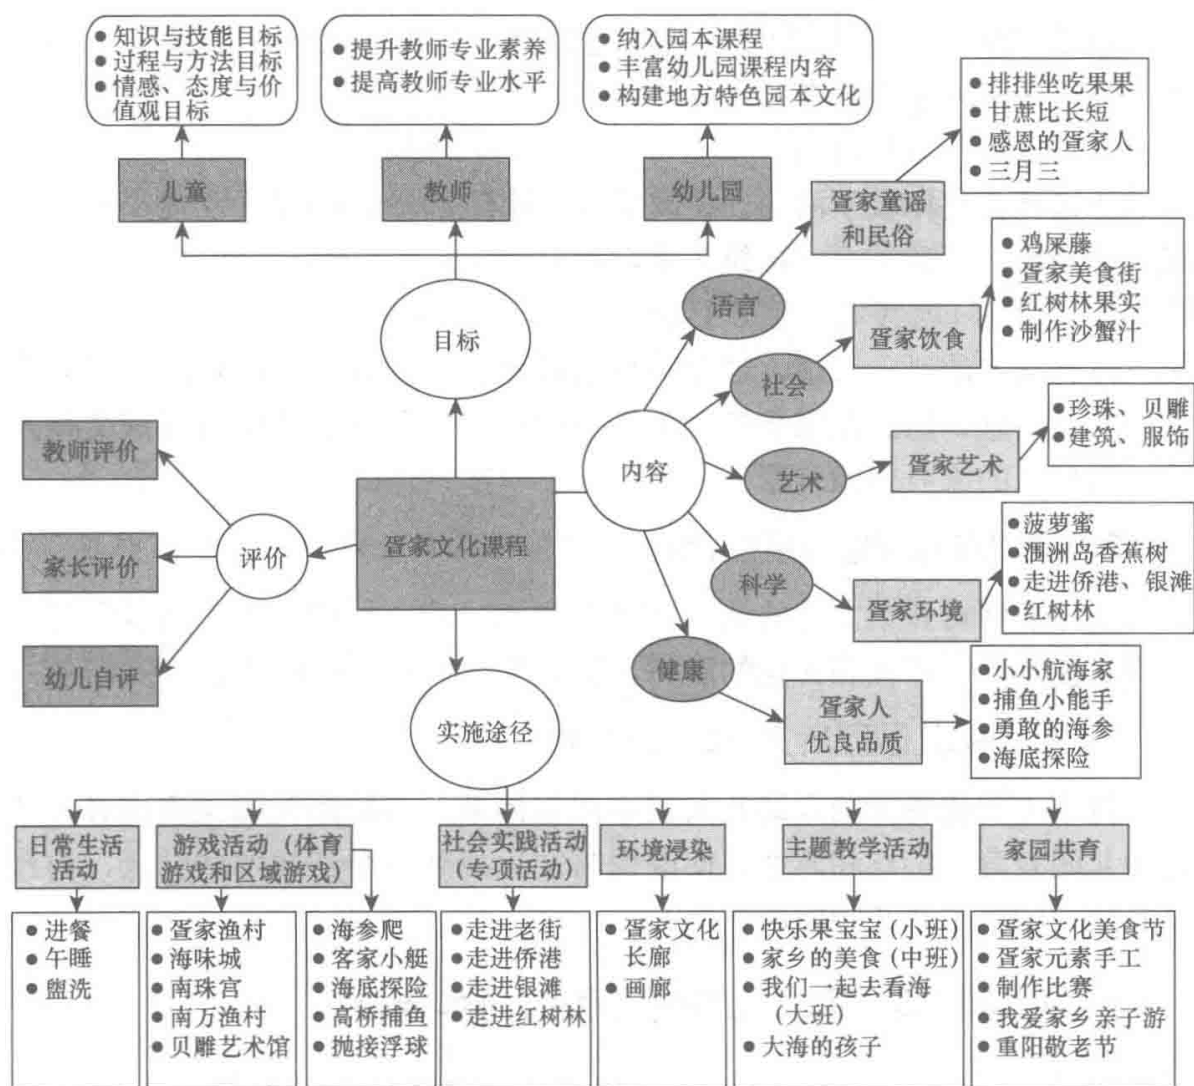 知识与技能目标
过程与方法目标
情感、态度与价
值观目标
提升教师专业素养
提高教师专业水平
纳入园本课程
丰富幼儿园课程内容
构建地方特色园本文化
儿童
教师
幼儿园
目标
排排坐吃果果
甘蔗比长短
感恩的疍家人
三月三
疍家童谣
和民俗
语言
鸡屎藤
疍家美食街
红树林果实
制作沙蟹汁
疍家饮食
社会
珍珠、贝雕
建筑、服饰
疍家艺术
艺术
内容
菠萝蜜
涠洲岛香蕉树
走进侨港、银滩
红树林
疍家环境
科学
小小航海家
捕鱼小能手
勇敢的海参
海底探险
疍家人
优良品质
健康
教师评价
家长评价
幼儿自评
评价
疍家文化课程
实施途径
日常生活
活动
进餐
午睡
盥洗
游戏活动（体育
游戏和区域游戏）
疍家渔村
海味城
南珠宫
南万渔村
贝雕艺术馆
海参爬
客家小艇
海底探险
高桥捕鱼
抛接浮球
社会实践活动
（专项活动）
走进老街
走进侨港
走进银滩
走进红树林
环境浸染
疍家文化
长廊
画廊
主题教学活动
快乐果宝宝（小班）
家乡的美食（中班）
我们一起去看海
（大班）
大海的孩子
家园共育
疍家文化美食节
疍家元素手工
制作比赛
我爱家乡亲子游
重阳敬老节